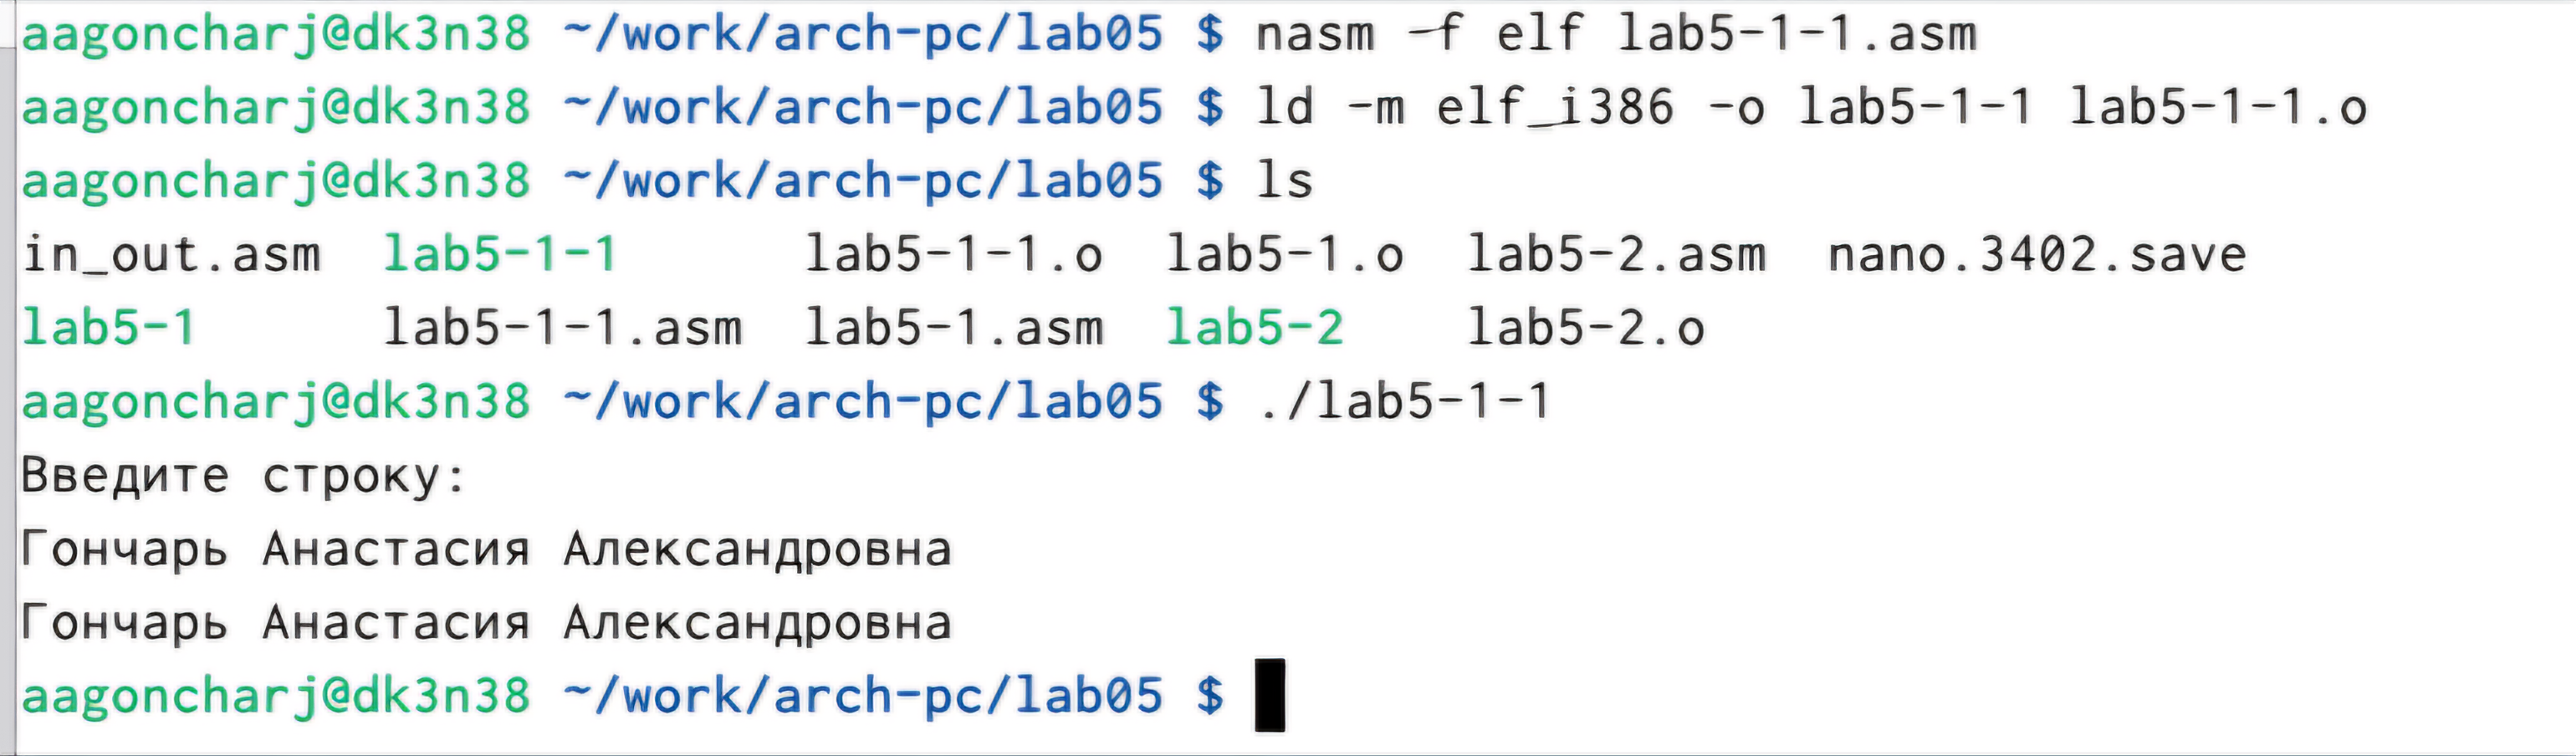 aagoncharj@dk3n38 ~/work/arch-pc/lab05 $ nasm -f elf lab5-1-1.asm
aagoncharj@dk3n38 ~/work/arch-pc/lab05 $ ld -m elf_i386 -o lab5-1-1 lab5-1-1.o
aagoncharj@dk3n38 ~/work/arch-pc/lab05 $ ls
in_out.asm  lab5-1-1      lab5-1-1.o  lab5-1.o  lab5-2.asm  nano.3402.save
lab5-1      lab5-1-1.asm  lab5-1.asm  lab5-2    lab5-2.o
aagoncharj@dk3n38 ~/work/arch-pc/lab05 $ ./lab5-1-1
Введите строку:
Гончарь Анастасия Александровна
Гончарь Анастасия Александровна
aagoncharj@dk3n38 ~/work/arch-pc/lab05 $